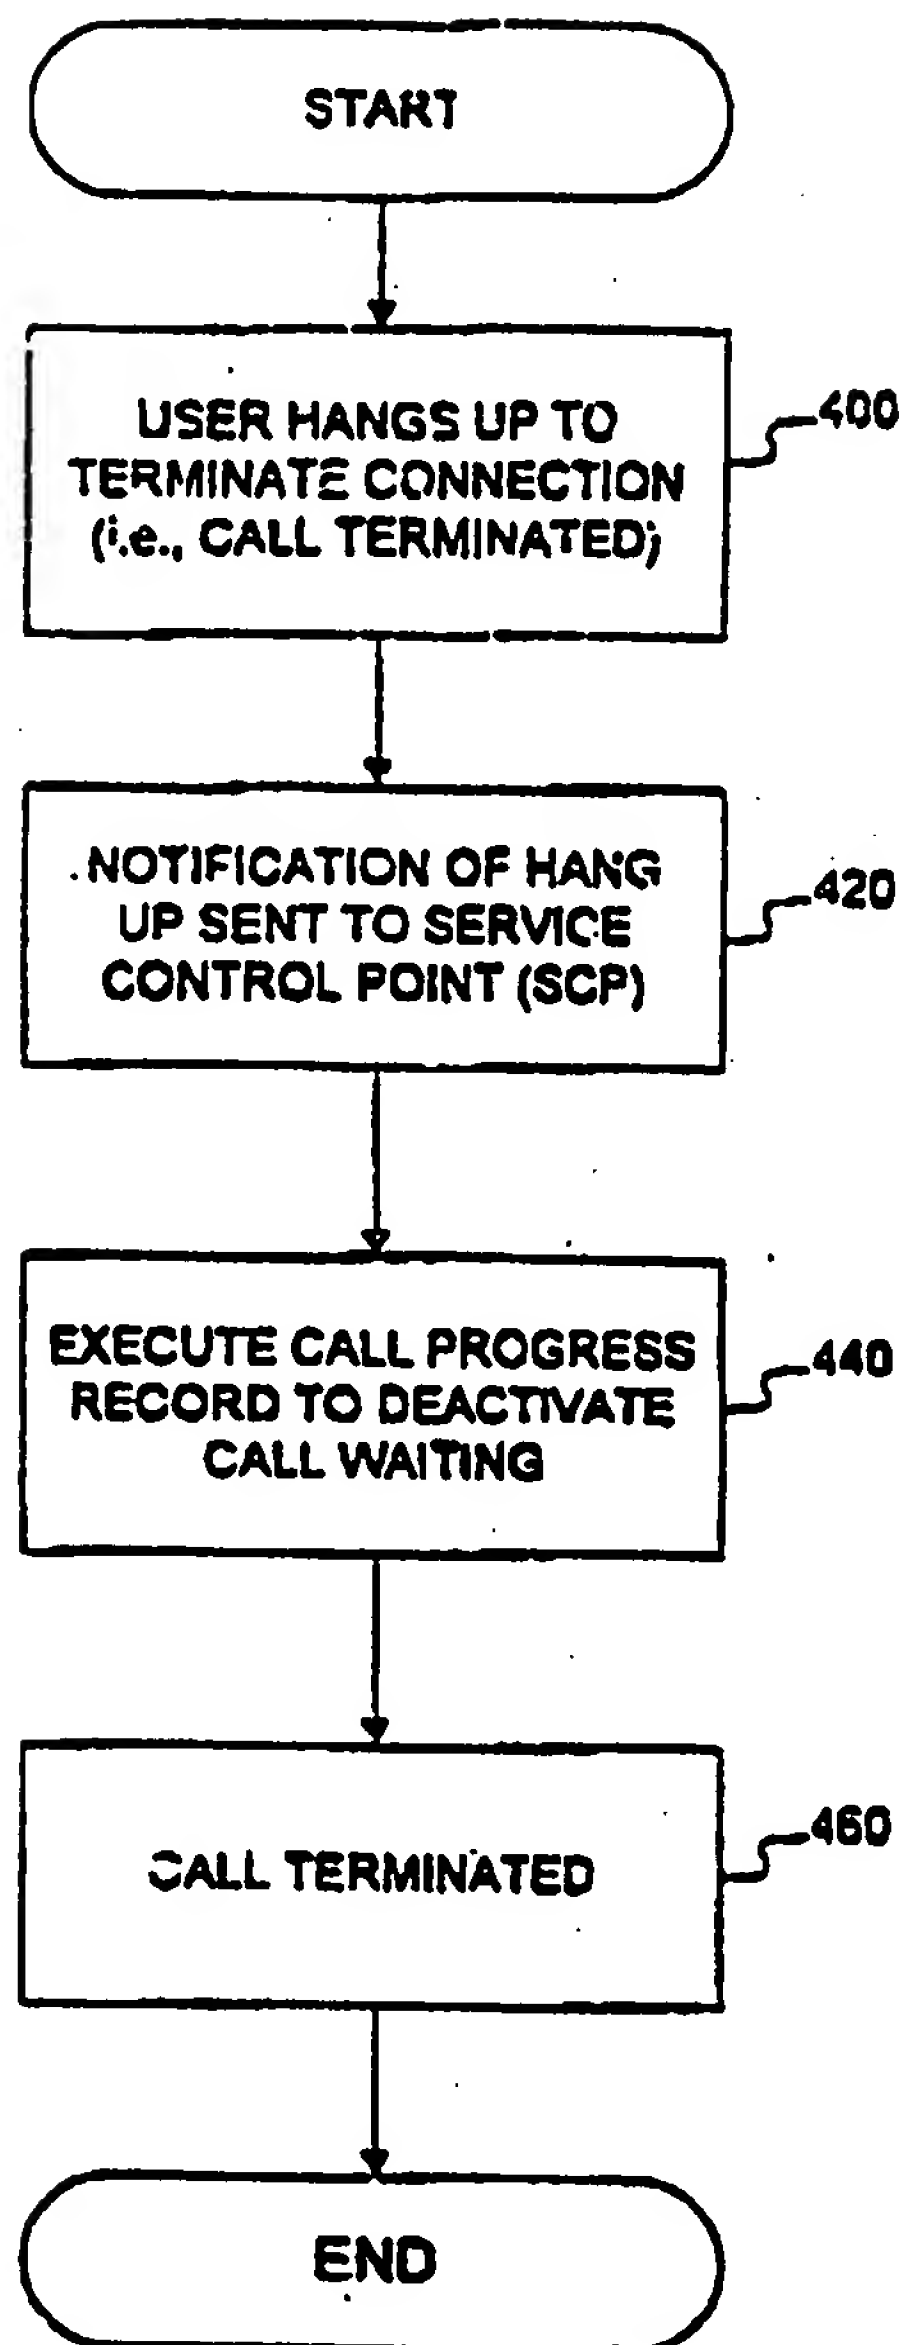 START
USER HANGS UP TO
TERMINATE CONNECTION
(i.e., CALL TERMINATED)
400
NOTIFICATION OF HANG
UP SENT TO SERVICE
CONTROL POINT (SCP)
420
EXECUTE CALL PROGRESS
RECORD TO DEACTIVATE
CALL WAITING
440
CALL TERMINATED
460
END